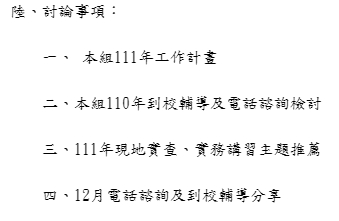 陸、討論事項：
一、 本組111年工作計畫
二、本組110年到校輔導及電話諮詢檢討
三、111年現地實查、實務講習主題推薦
四、12月電話諮詢及到校輔導分享